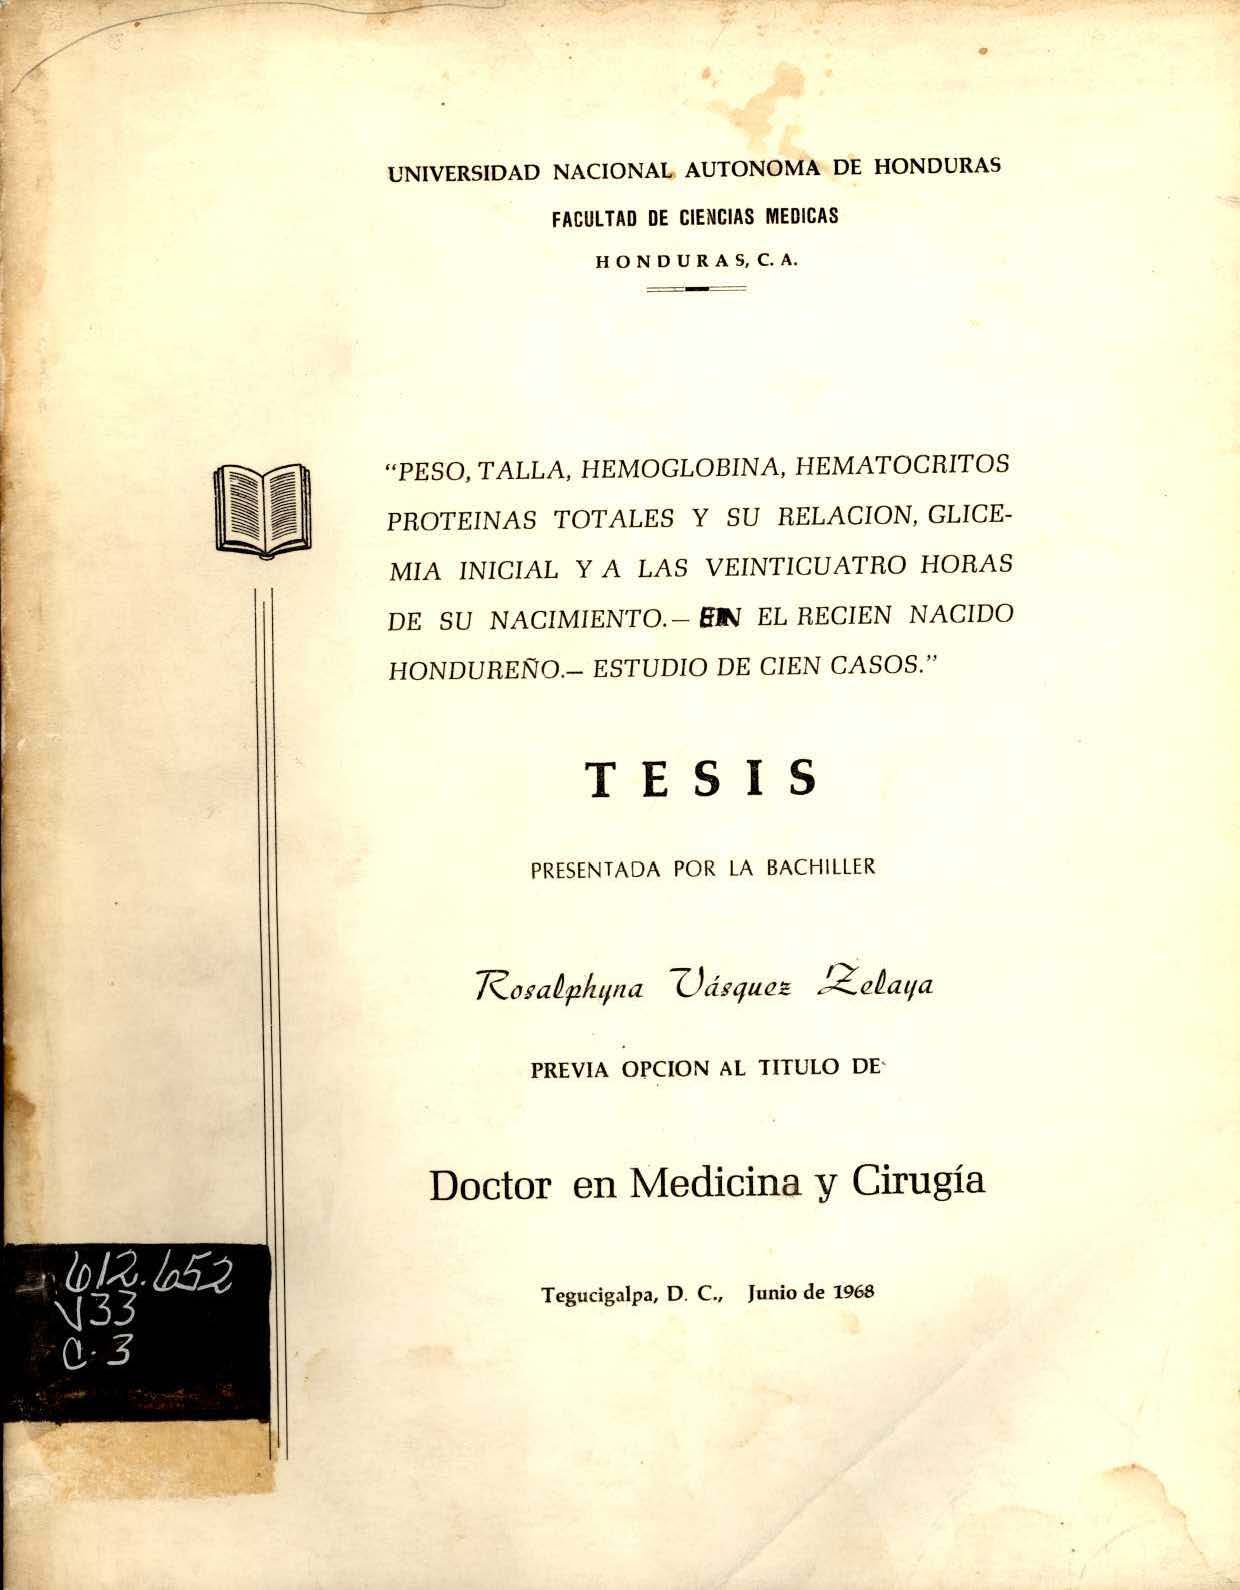 UNIVERSIDAD NACIONAL AUTONOMA DE HONDURAS
FACULTAD DE CIENCIAS MEDICAS
HONDURAS, C. A.
“PESO, TALLA, HEMOGLOBINA, HEMATOCRITOS
PROTEINAS TOTALES Y SU RELACION, GLICE-
MIA INICIAL Y A LAS VEINTICUATRO HORAS
DE SU NACIMIENTO.— EN EL RECIEN NACIDO
HONDUREÑO.— ESTUDIO DE CIEN CASOS.”
TESIS
PRESENTADA POR LA BACHILLER
Rosalphyna Vásquez Zelaya
PREVIA OPCION AL TITULO DE
Doctor en Medicina y Cirugía
Tegucigalpa, D. C., Junio de 1968
612.652
V33
C.3